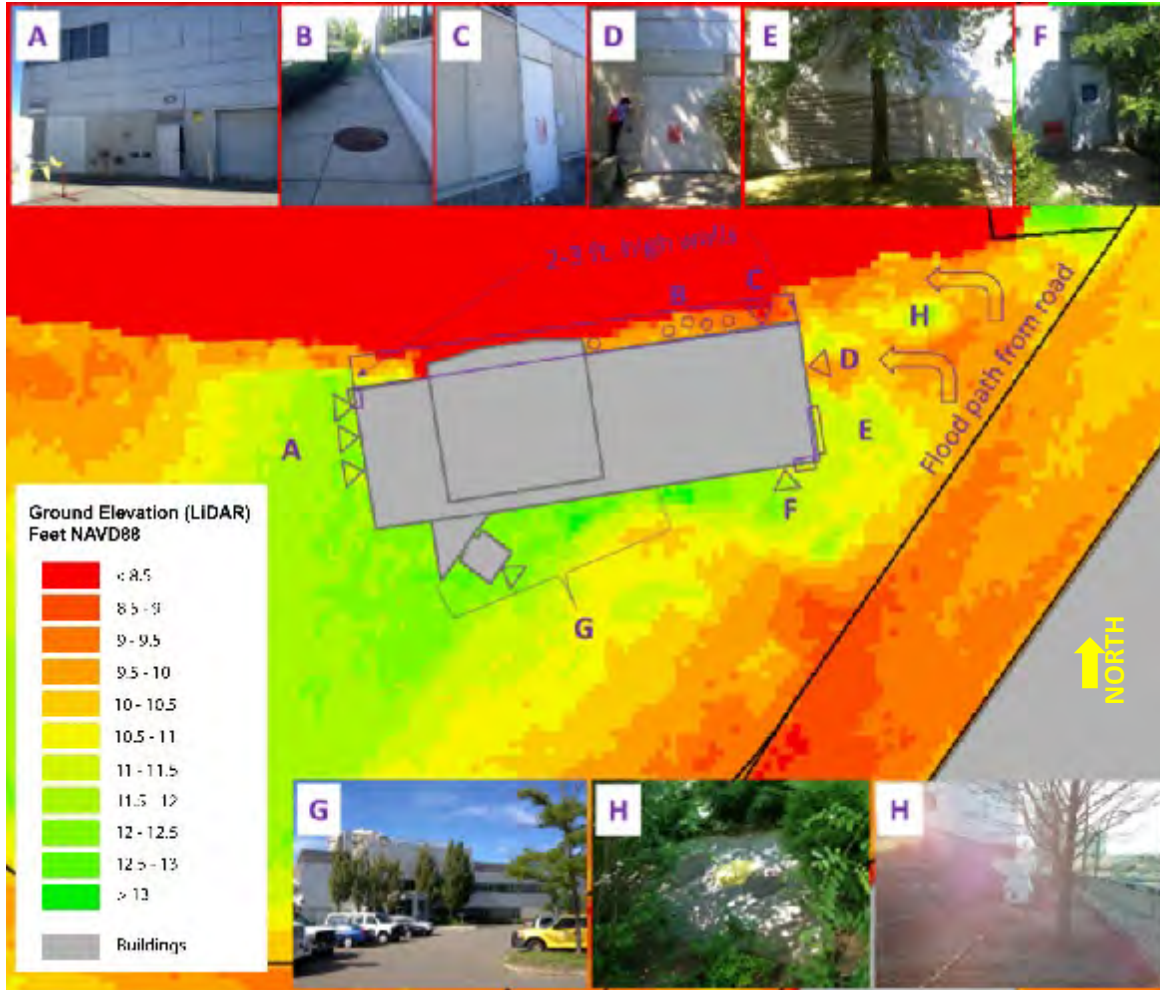 A
B
C
D
E
F
2-3 ft. high walls
B
C
H
D
A
E
F
G
Flood path from road
Ground Elevation (LiDAR)
Feet NAVD88
< 8.5
8.5 - 9
9 - 9.5
9.5 - 10
10 - 10.5
10.5 - 11
11 - 11.5
11.5 - 12
12 - 12.5
12.5 - 13
> 13
Buildings
NORTH
G
H
H